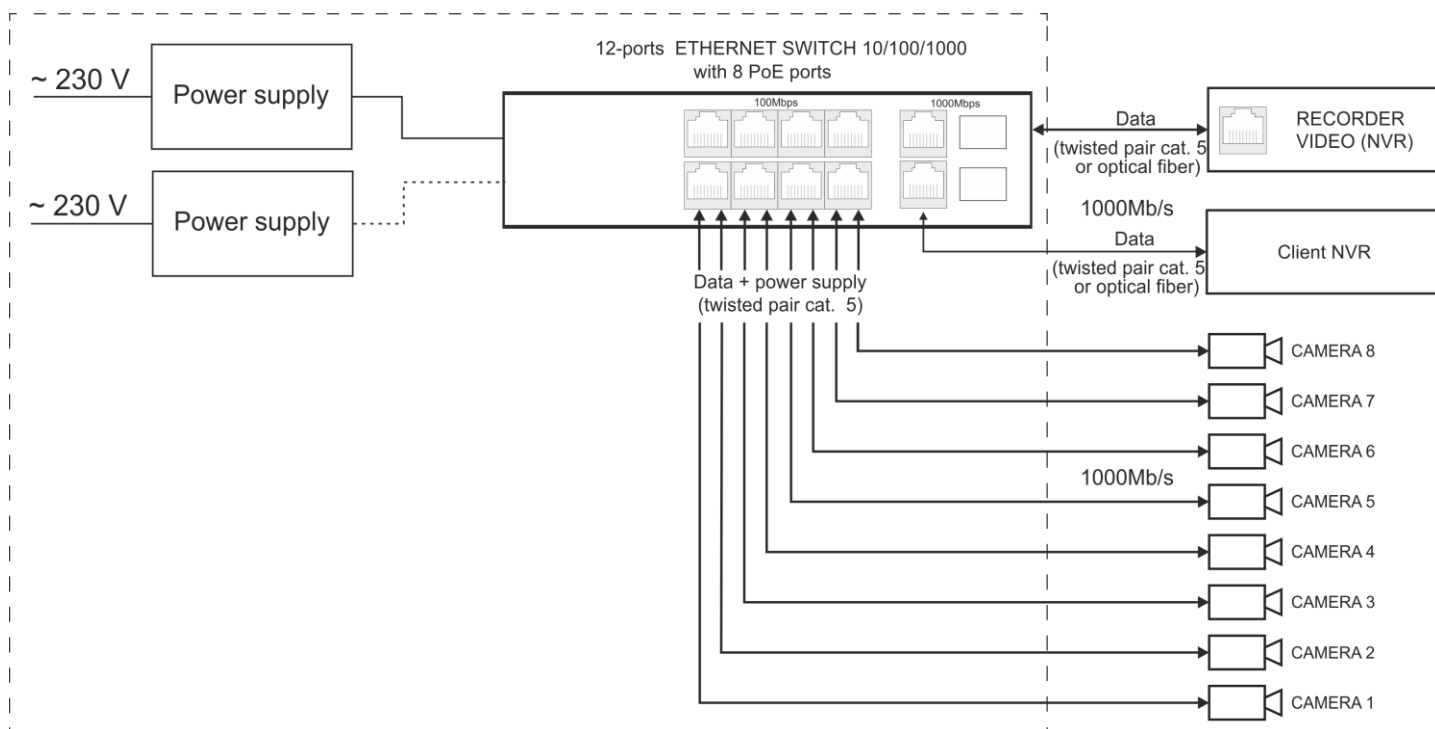 12-ports ETHERNET SWITCH 10/100/1000
with 8 PoE ports
~ 230 V
Power supply
100Mbps
1000Mbps
~ 230 V
Power supply
Data
(twisted pair cat. 5
or optical fiber)
RECORDER
VIDEO (NVR)
1000Mb/s
Data
(twisted pair cat. 5
or optical fiber)
Client NVR
Data + power supply
(twisted pair cat. 5)
CAMERA 8
CAMERA 7
CAMERA 6
1000Mb/s
CAMERA 5
CAMERA 4
CAMERA 3
CAMERA 2
CAMERA 1